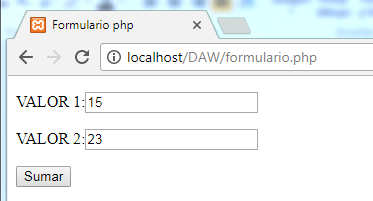 Formulario php
localhost/DAW/formulario.php
VALOR 1:15
VALOR 2:23
Sumar